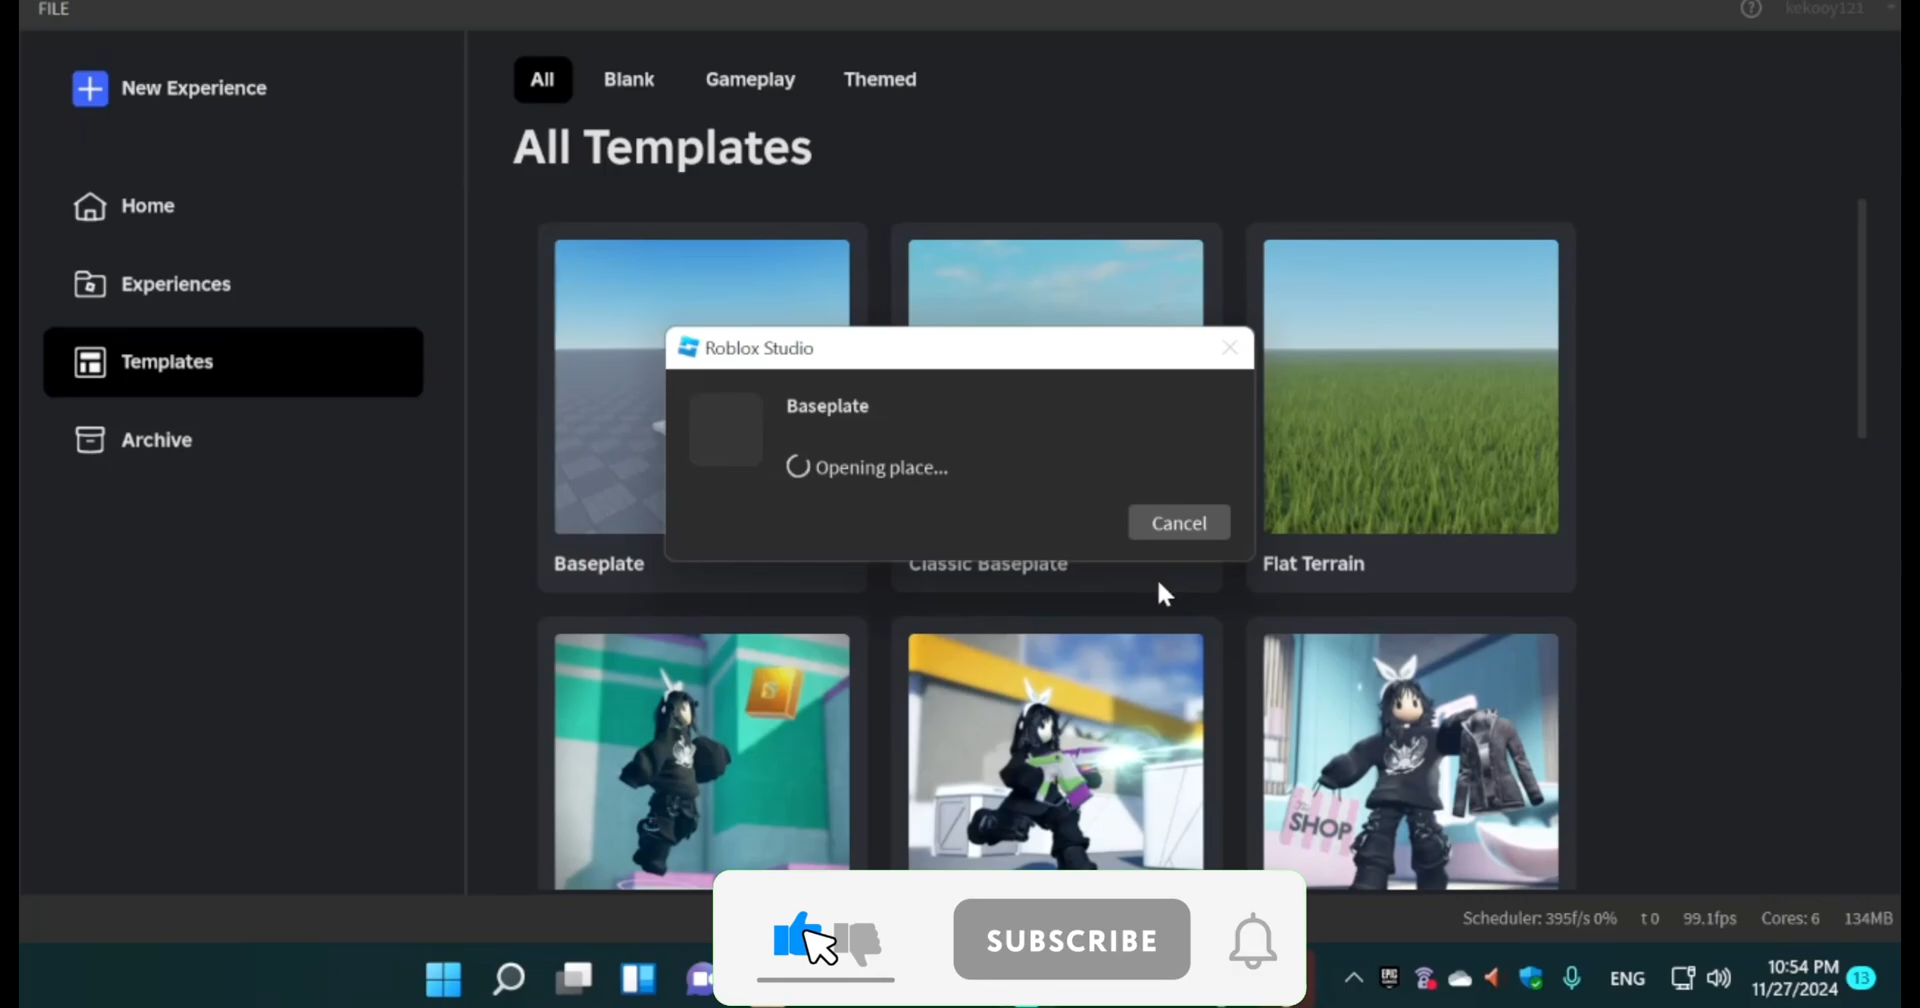 FILE
kekooy121
New Experience
Home
Experiences
Templates
Archive
All
Blank
Gameplay
Themed
All Templates
Roblox Studio
Baseplate
Opening place...
Cancel
Baseplate
Classic Baseplate
Flat Terrain
SHOP
SUBSCRIBE
Scheduler: 395f/s 0%
t 0
99.1fps
Cores: 6
134MB
EPIC
ENG
10:54 PM
11/27/2024
13